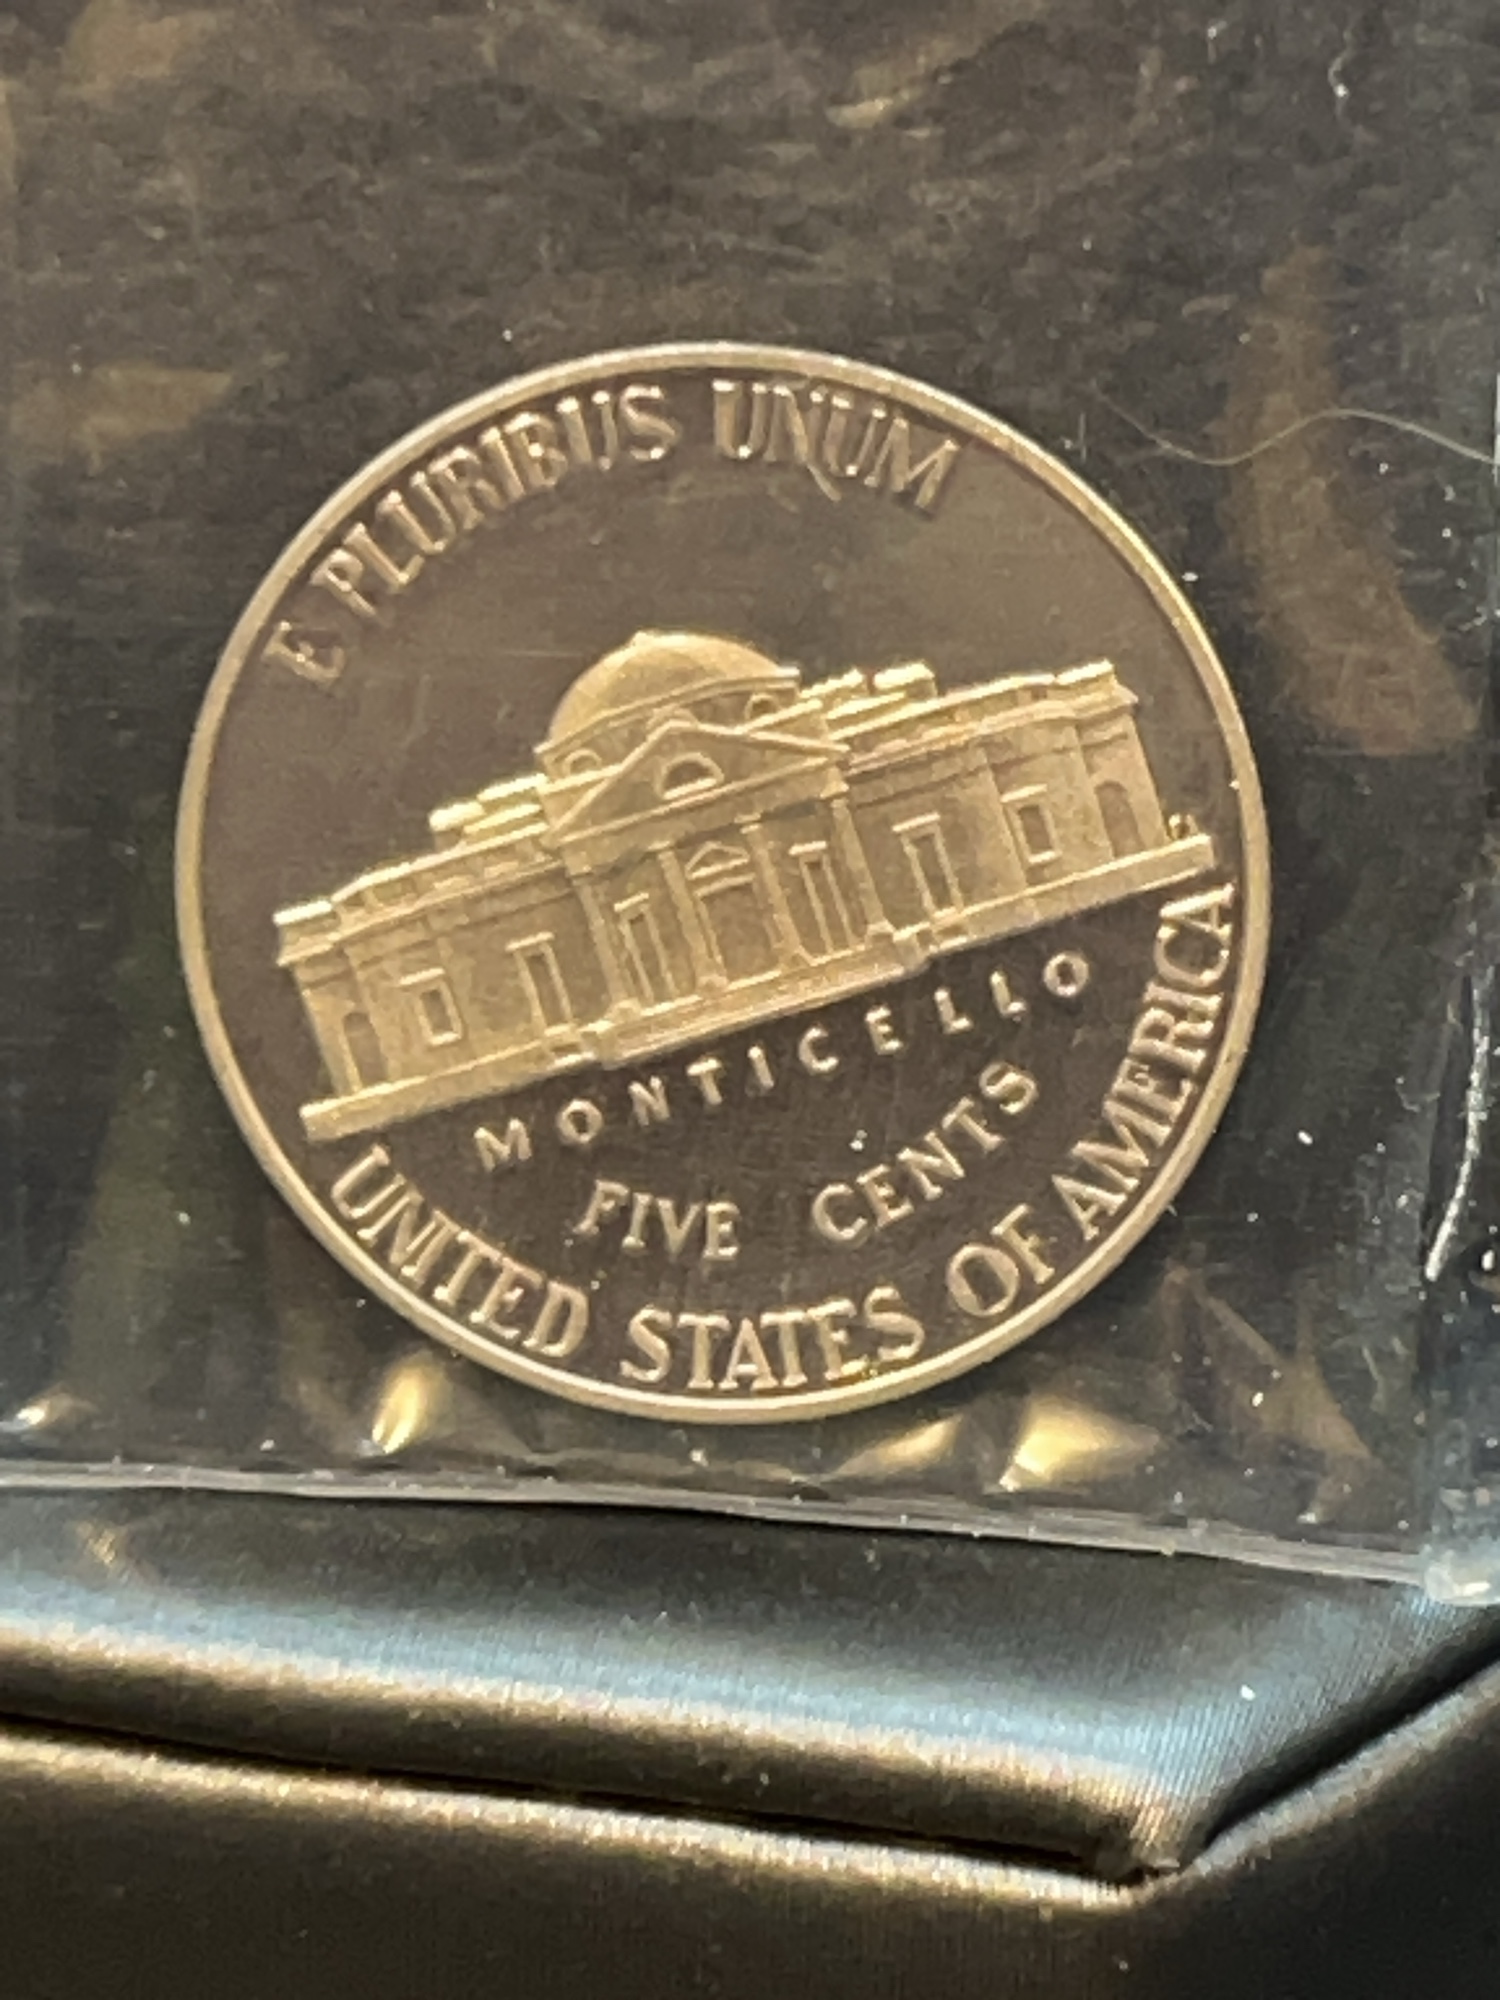 E PLURIBUS UNUM
MONTICELLO
FIVE CENTS
UNITED STATES OF AMERICA